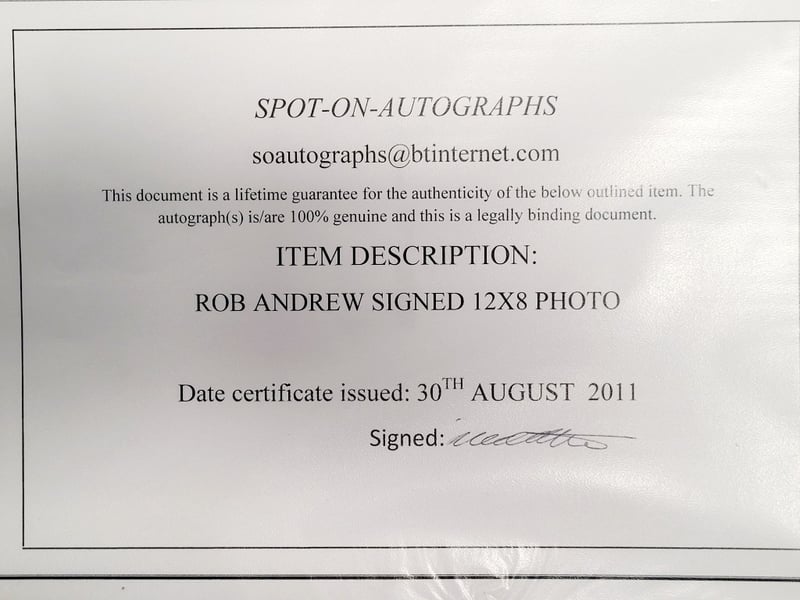 SPOT-ON-AUTOGRAPHS
soautographs@btinternet.com
This document is a lifetime guarantee for the authenticity of the below outlined item. The
autograph(s) is/are 100% genuine and this is a legally binding document.
ITEM DESCRIPTION:
ROB ANDREW SIGNED 12X8 PHOTO
Date certificate issued: 30TH AUGUST 2011
Signed: